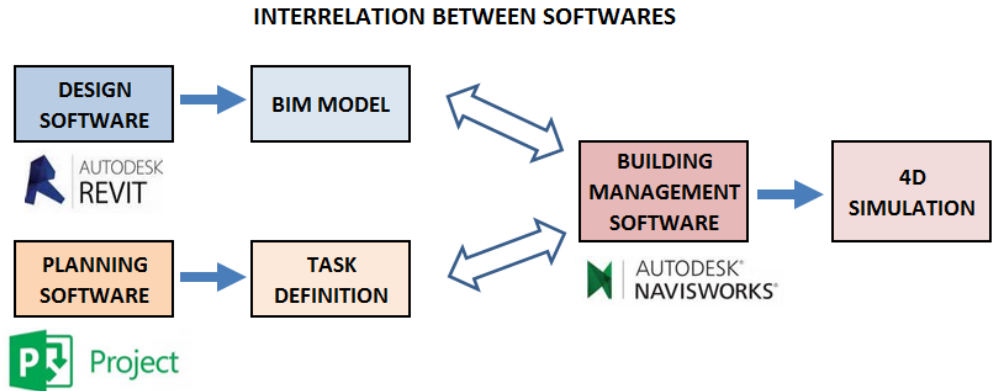 INTERRELATION BETWEEN SOFTWARES
DESIGN
SOFTWARE
BIM MODEL
AUTODESK
REVIT
BUILDING
MANAGEMENT
SOFTWARE
4D
SIMULATION
PLANNING
SOFTWARE
TASK
DEFINITION
AUTODESK®
NAVISWORKS®
P
Project